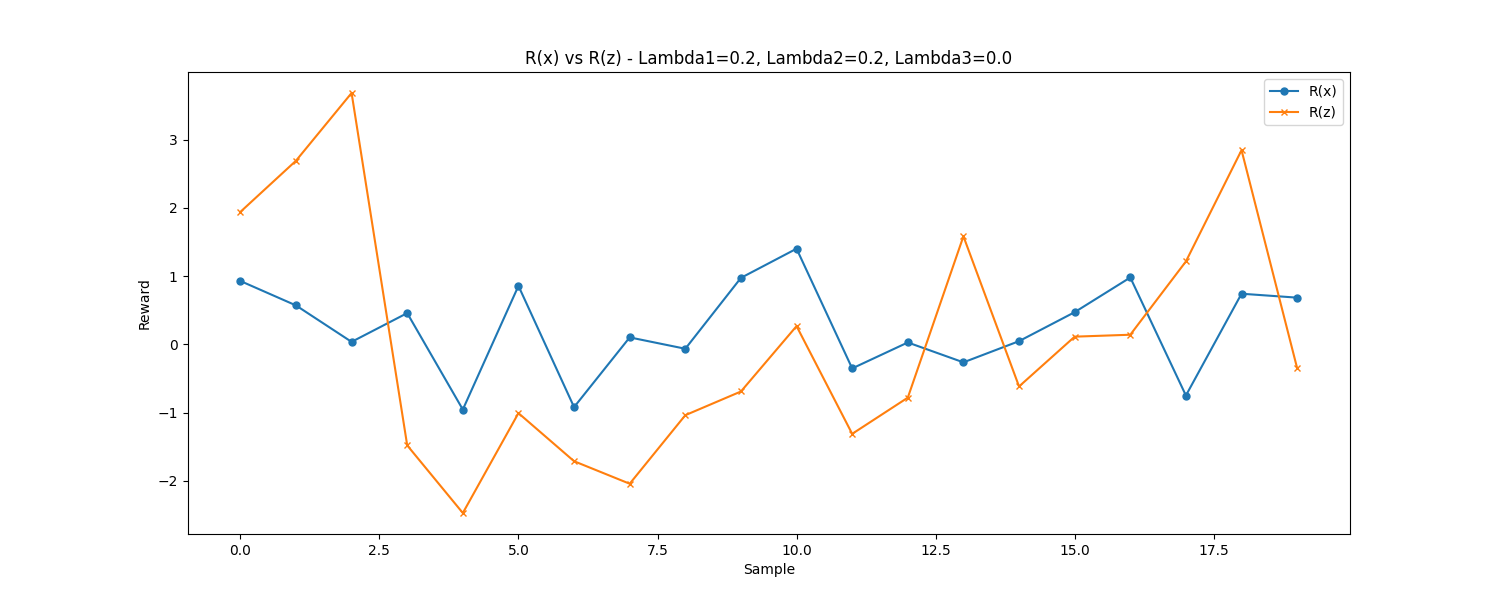 R(x) vs R(z) - Lambda1=0.2, Lambda2=0.2, Lambda3=0.0
R(x)
R(z)
Reward
3
2
1
0
−1
−2
0.0 2.5 5.0 7.5 10.0 12.5 15.0 17.5
Sample